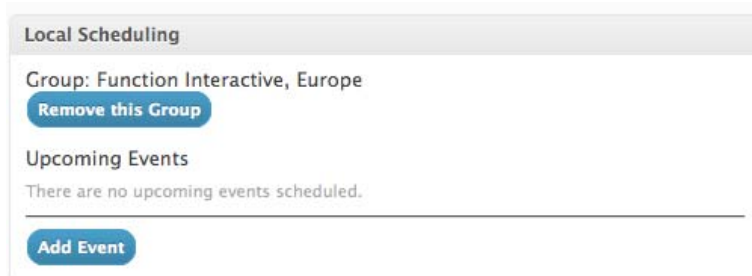 Local Scheduling
Group: Function Interactive, Europe
Remove this Group
Upcoming Events
There are no upcoming events scheduled.
Add Event